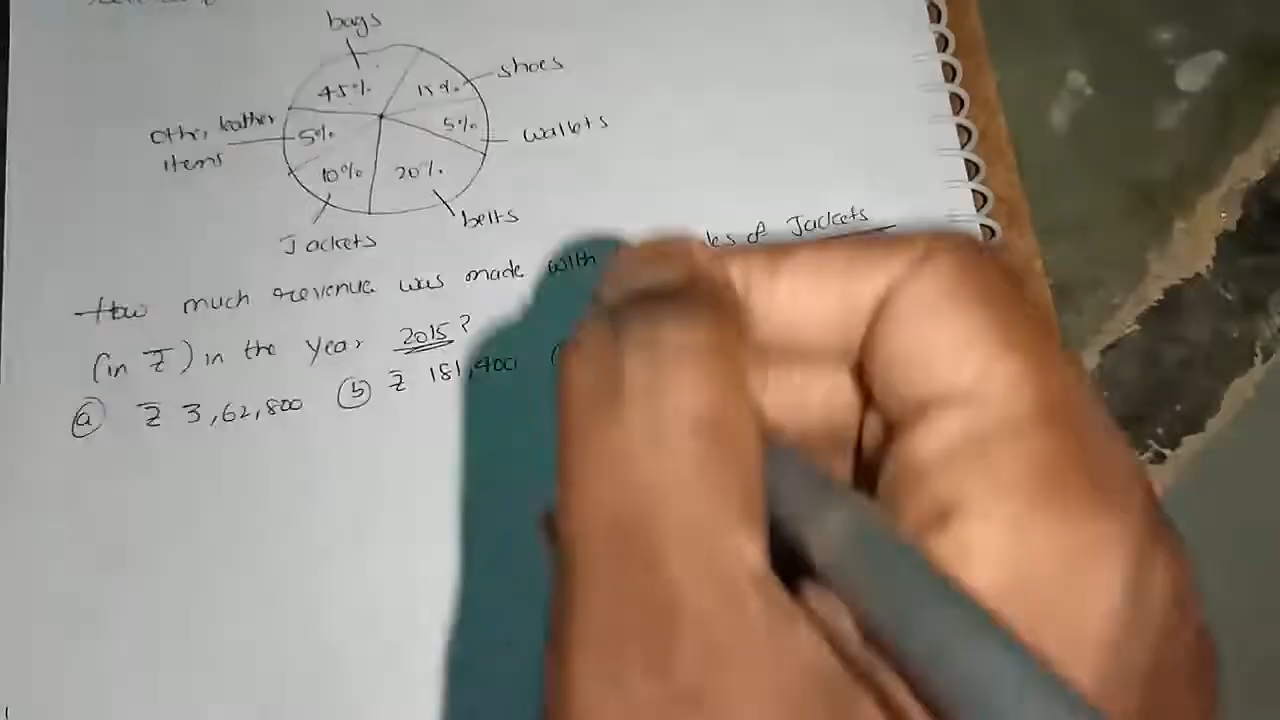 bags
45%
15%
shoes
Other leather
items
5%
5%
wallets
10%
20%
belts
Jackets
How much revenue was made with of Jackets
(in ₹) in the year 2015?
(a) ₹ 3,62,800 (b) ₹ 181,400 (